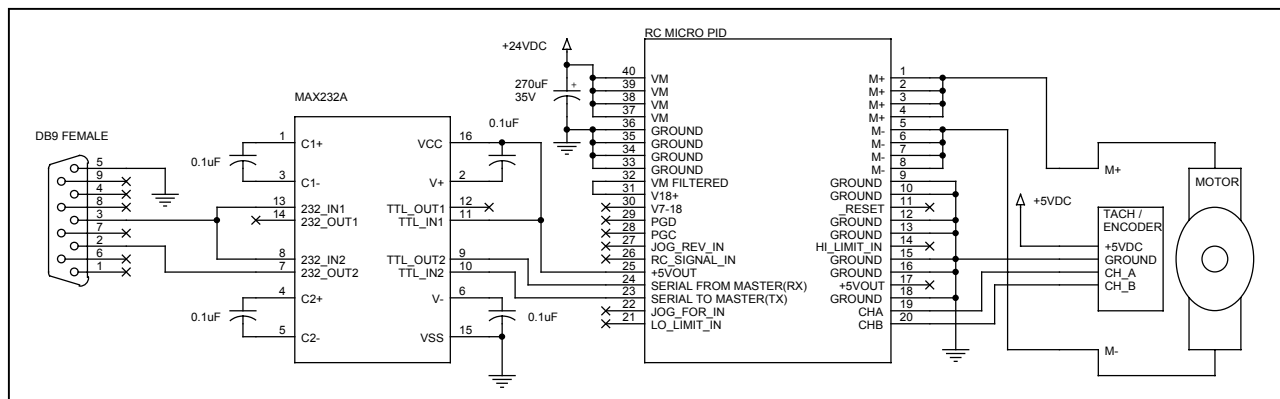 RC MICRO PID
+24VDC
270uF
35V
+
40 VM
39 VM
38 VM
37 VM
36 GROUND
35 GROUND
34 GROUND
33 GROUND
32 VM FILTERED
31 V18+
30 V7-18
29 PGD
28 PGC
27 JOG_REV_IN
26 RC_SIGNAL_IN
25 +5VOUT
24 SERIAL FROM MASTER(RX)
23 SERIAL TO MASTER(TX)
22 JOG_FOR_IN
21 LO_LIMIT_IN
M+ 1
M+ 2
M+ 3
M+ 4
M- 5
M- 6
M- 7
M- 8
GROUND 9
GROUND 10
_RESET 11
GROUND 12
GROUND 13
HI_LIMIT_IN 14
GROUND 15
GROUND 16
+5VOUT 17
GROUND 18
CHA 19
CHB 20
MAX232A
1 C1+
3 C1-
13 232_IN1
14 232_OUT1
8 232_IN2
7 232_OUT2
4 C2+
5 C2-
VCC 16
V+ 2
TTL_OUT1 12
TTL_IN1 11
TTL_OUT2 9
TTL_IN2 10
V- 6
VSS 15
0.1uF
0.1uF
0.1uF
0.1uF
DB9 FEMALE
5
9
4
8
3
7
2
6
1
M+
MOTOR
+5VDC
TACH /
ENCODER
+5VDC
GROUND
CH_A
CH_B
M-